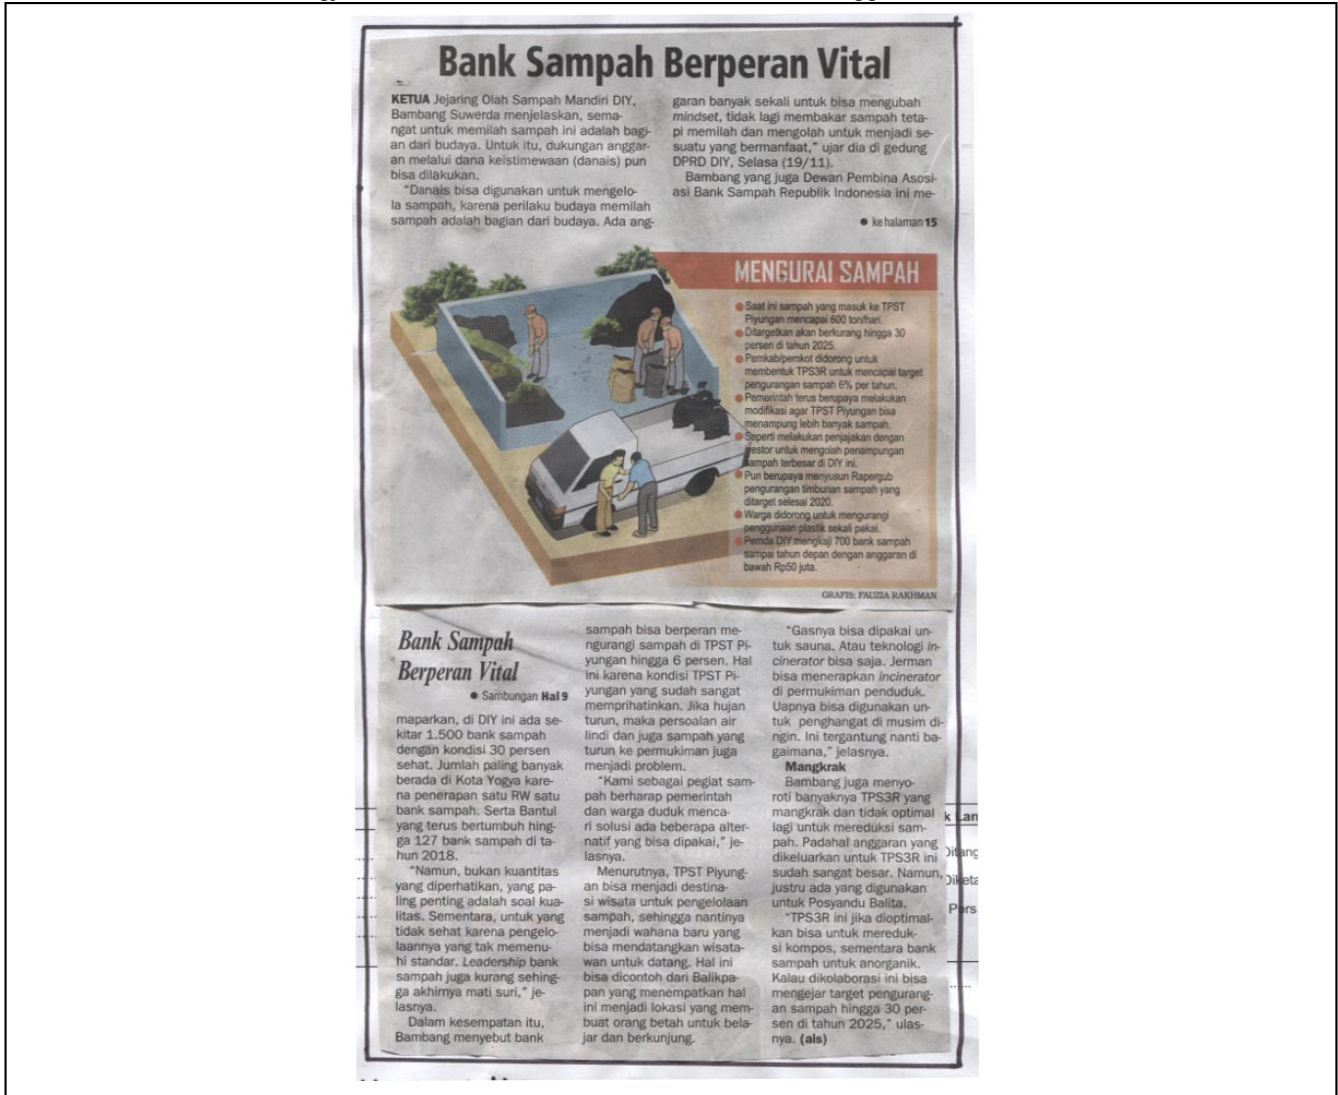 Bank Sampah Berperan Vital
KETUA Jejaring Olah Sampah Mandiri DIY,
Bambang Suwerda menjelaskan, sema-
ngat untuk memilah sampah ini adalah bagi-
an dari budaya. Untuk itu, dukungan anggar-
an melalui dana keistimewaan (danais) pun
bisa dilakukan.
"Danais bisa digunakan untuk mengelo-
la sampah, karena perilaku budaya memilah
sampah adalah bagian dari budaya. Ada ang-
garan banyak sekali untuk bisa mengubah
mindset, tidak lagi membakar sampah teta-
pi memilah dan mengolah untuk menjadi se-
suatu yang bermanfaat," ujar dia di gedung
DPRD DIY, Selasa (19/11).
Bambang yang juga Dewan Pembina Asosi-
asi Bank Sampah Republik Indonesia ini me-
● ke halaman 15
MENGURAI SAMPAH
● Saat ini sampah yang masuk ke TPST
Piyungan mencapai 600 ton/hari.
● Ditargetkan akan berkurang hingga 30
persen di tahun 2025.
● Pemkab/pemkot didorong untuk
membentuk TPS3R untuk mencapai target
pengurangan sampah 6% per tahun.
● Pemerintah terus berupaya melakukan
modifikasi agar TPST Piyungan bisa
menampung lebih banyak sampah.
● Seperti melakukan penjajakan dengan
vestor untuk mengolah penampungan
sampah terbesar di DIY ini.
● Pun berupaya menyusun Rapergub
pengurangan timbunan sampah yang
ditarget selesai 2020.
● Warga didorong untuk mengurangi
penggunaan plastik sekali pakai.
● Pemda DIY mengkaji 700 bank sampah
sampai tahun depan dengan anggaran di
bawah Rp50 juta.
GRAFIS: FAUZIA RAKHMAN
Bank Sampah
Berperan Vital
● Sambungan Hal 9
maparkan, di DIY ini ada se-
kitar 1.500 bank sampah
dengan kondisi 30 persen
sehat. Jumlah paling banyak
berada di Kota Yogya kare-
na penerapan satu RW satu
bank sampah. Serta Bantul
yang terus bertumbuh hing-
ga 127 bank sampah di ta-
hun 2018.
"Namun, bukan kuantitas
yang diperhatikan, yang pa-
ling penting adalah soal kua-
litas. Sementara, untuk yang
tidak sehat karena pengelo-
laannya yang tak memenu-
hi standar. Leadership bank
sampah juga kurang sehing-
ga akhirnya mati suri," je-
lasnya.
Dalam kesempatan itu,
Bambang menyebut bank
sampah bisa berperan me-
ngurangi sampah di TPST Pi-
yungan hingga 6 persen. Hal
ini karena kondisi TPST Pi-
yungan yang sudah sangat
memprihatinkan. Jika hujan
turun, maka persoalan air
lindi dan juga sampah yang
turun ke permukiman juga
menjadi problem.
"Kami sebagai pegiat sam-
pah berharap pemerintah
dan warga duduk menca-
ri solusi ada beberapa alter-
natif yang bisa dipakai," je-
lasnya.
Menurutnya, TPST Piyung-
an bisa menjadi destina-
si wisata untuk pengelolaan
sampah, sehingga nantinya
menjadi wahana baru yang
bisa mendatangkan wisata-
wan untuk datang. Hal ini
bisa dicontoh dari Balikpa-
pan yang menempatkan hal
ini menjadi lokasi yang mem-
buat orang betah untuk bela-
jar dan berkunjung.
"Gasnya bisa dipakai un-
tuk sauna. Atau teknologi in-
cinerator bisa saja. Jerman
bisa menerapkan incinerator
di permukiman penduduk.
Uapnya bisa digunakan un-
tuk penghangat di musim di-
ngin. Ini tergantung nanti ba-
gaimana," jelasnya.
Mangkrak
Bambang juga menyo-
roti banyaknya TPS3R yang
mangkrak dan tidak optimal
lagi untuk mereduksi sam-
pah. Padahal anggaran yang
dikeluarkan untuk TPS3R ini
sudah sangat besar. Namun,
justru ada yang digunakan
untuk Posyandu Balita.
"TPS3R ini jika dioptimal-
kan bisa untuk mereduk-
si kompos, sementara bank
sampah untuk anorganik.
Kalau dikolaborasi ini bisa
mengejar target pengurang-
an sampah hingga 30 per-
sen di tahun 2025," ulas-
nya. (ais)
k Lan
Ditang
Diketa
Pers